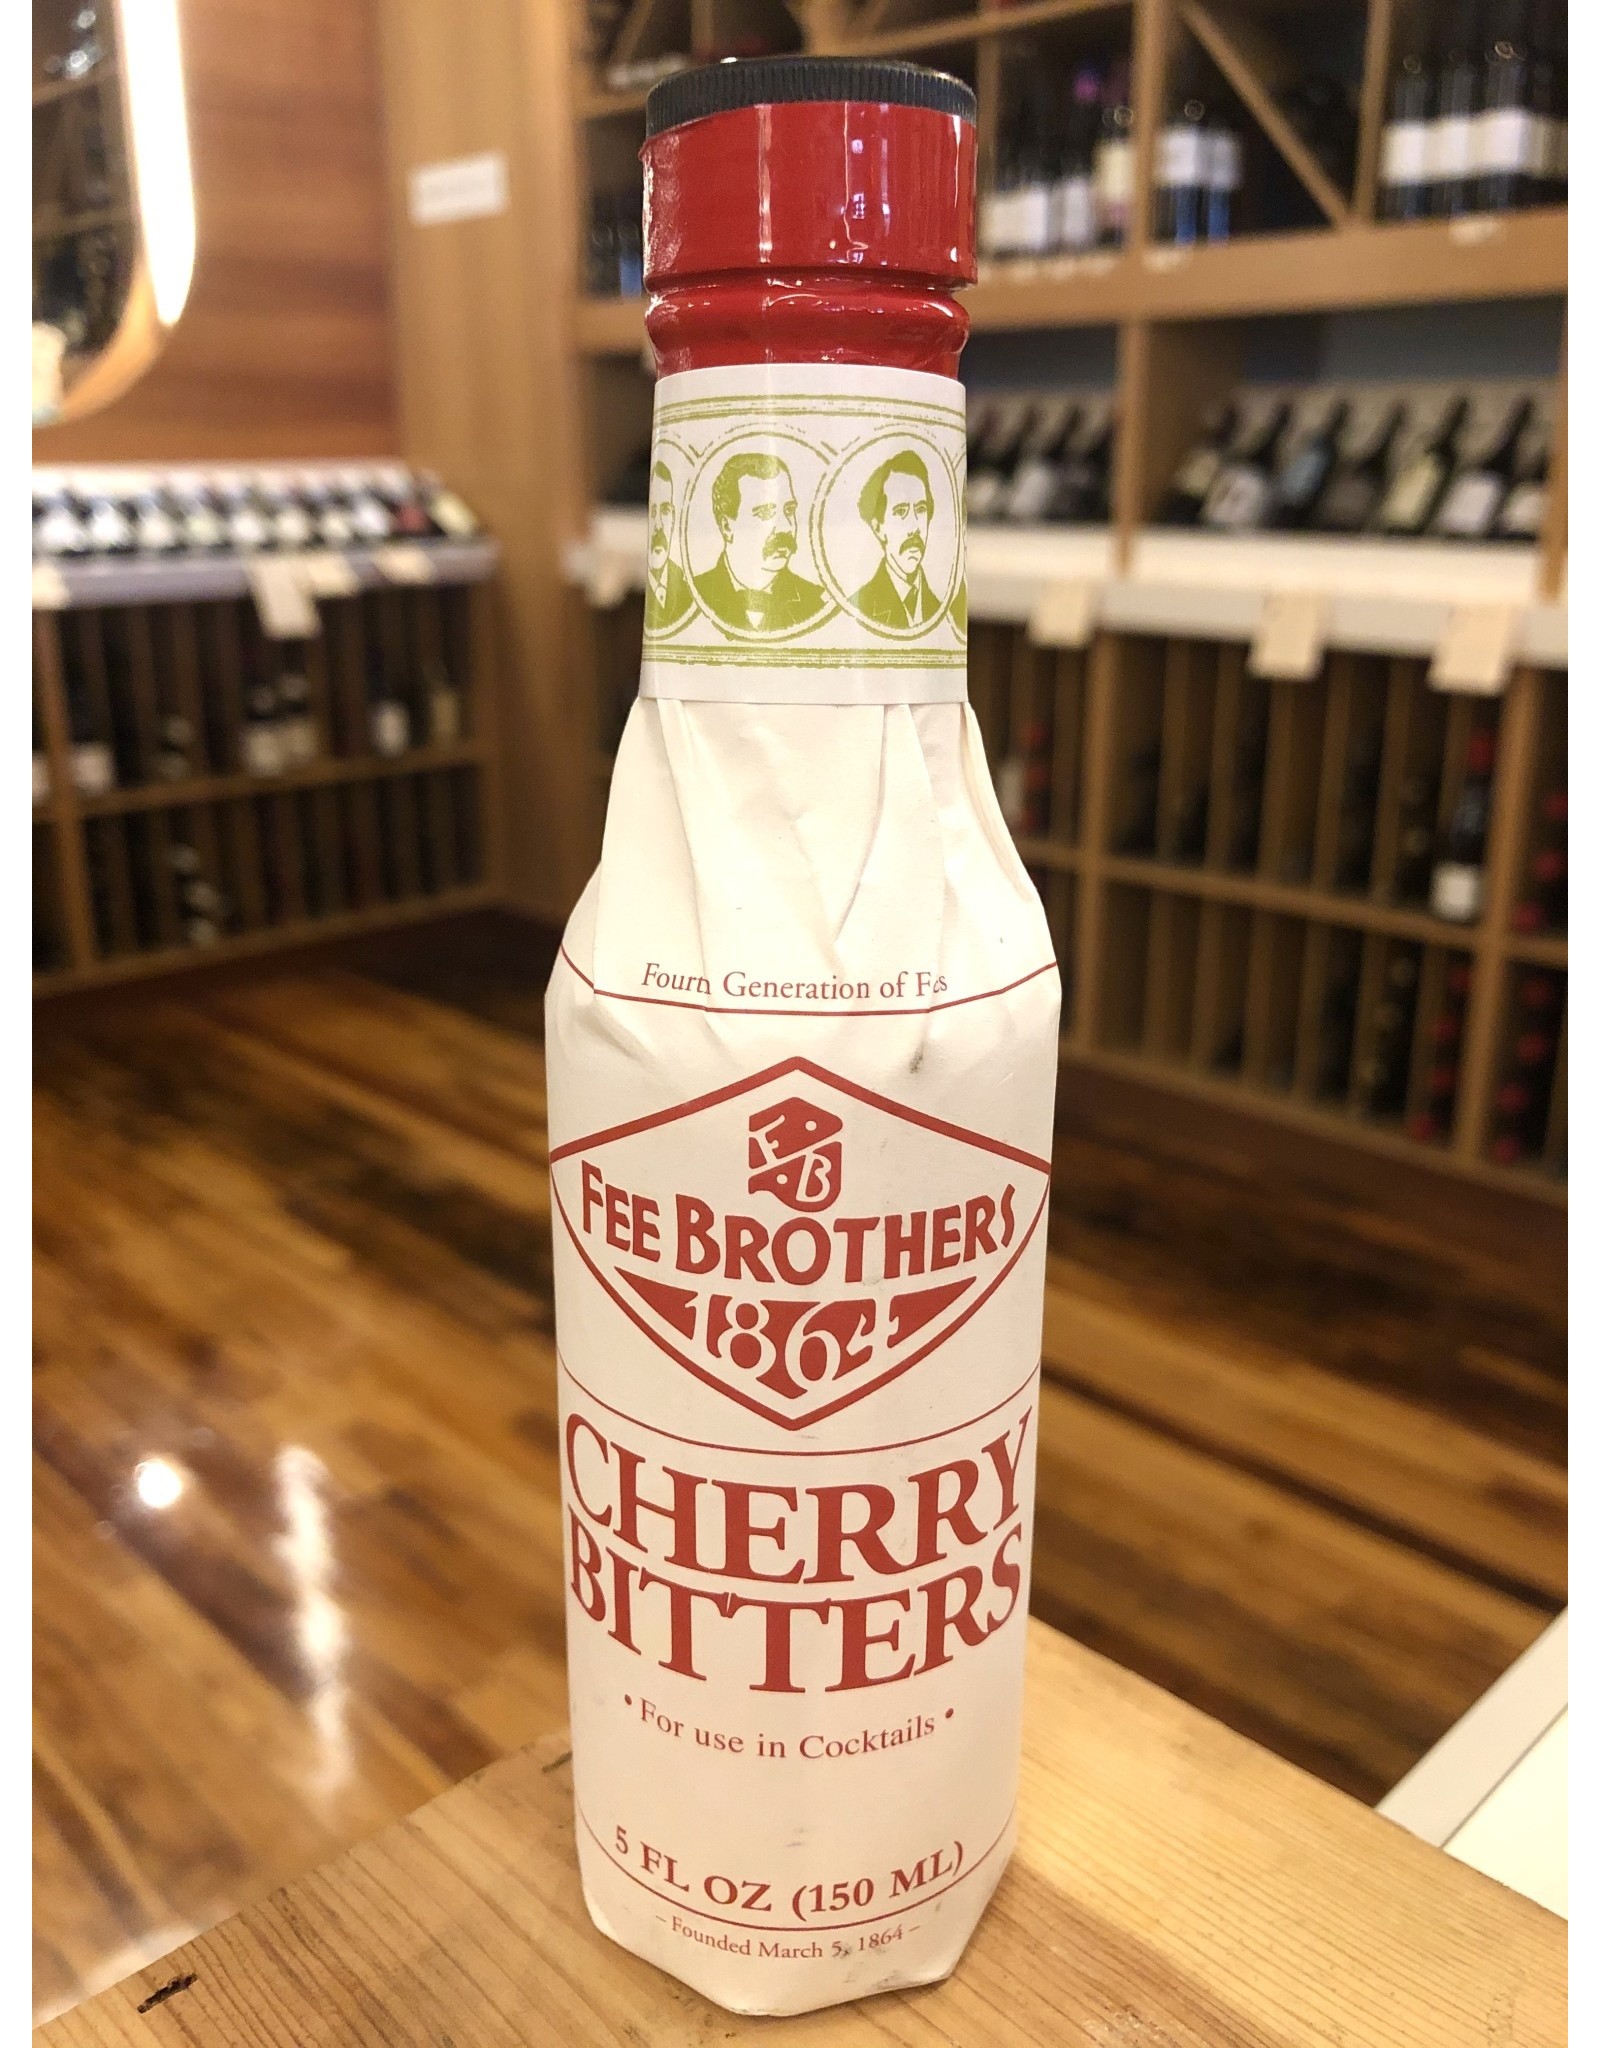 Fourth Generation of Fees
F B
FEE BROTHERS
1864
CHERRY
BITTERS
• For use in Cocktails •
5 FL OZ (150 ML)
– Founded March 5, 1864 –